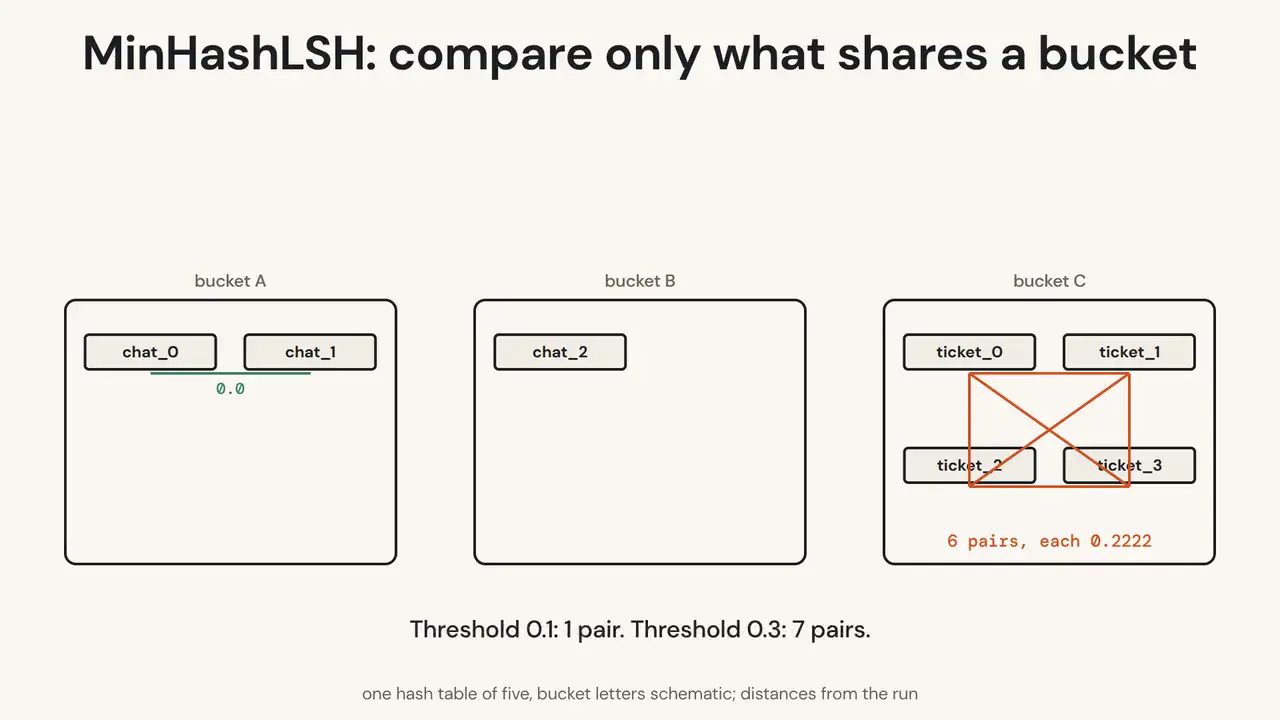 MinHashLSH: compare only what shares a bucket
bucket A
bucket B
bucket C
chat_0
chat_1
chat_2
ticket_0
ticket_1
0.0
ticket_2
ticket_3
6 pairs, each 0.2222
Threshold 0.1: 1 pair. Threshold 0.3: 7 pairs.
one hash table of five, bucket letters schematic; distances from the run